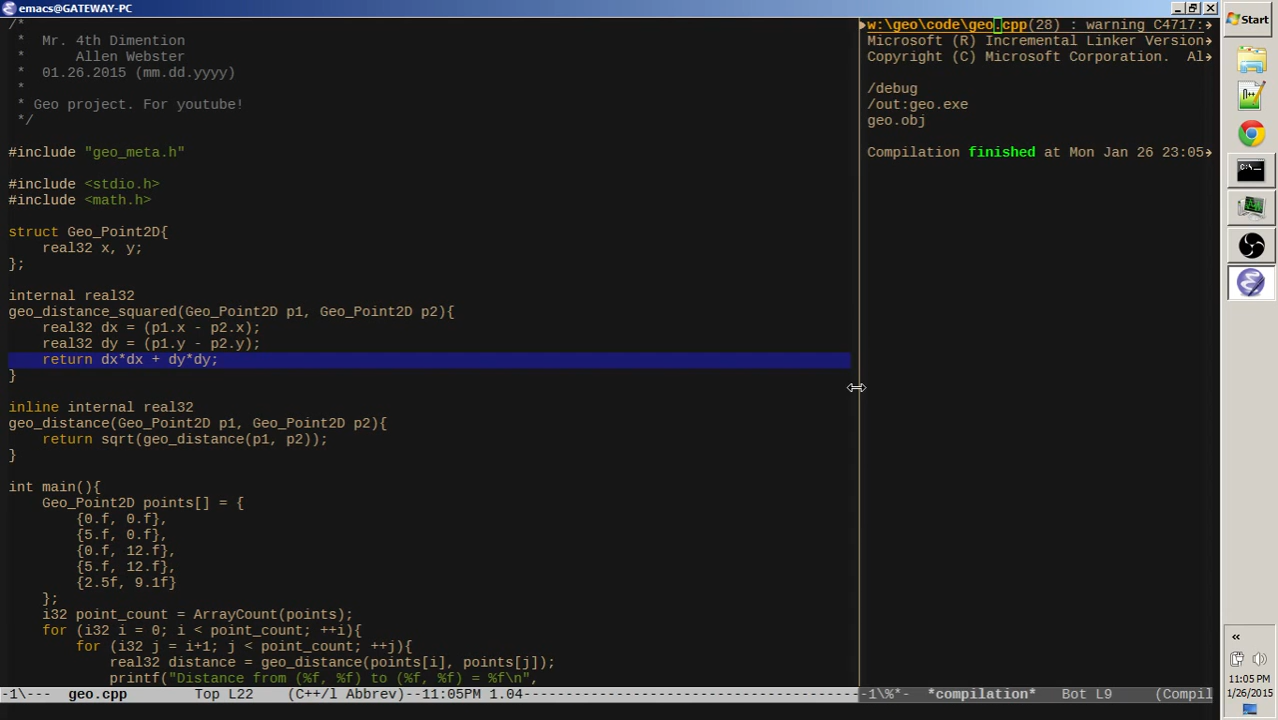 emacs@GATEWAY-PC
/*
 *  Mr. 4th Dimention
 *      Allen Webster
 *  01.26.2015 (mm.dd.yyyy)
 *
 * Geo project. For youtube!
 */
#include "geo_meta.h"
#include <stdio.h>
#include <math.h>
struct Geo_Point2D{
    real32 x, y;
};
internal real32
geo_distance_squared(Geo_Point2D p1, Geo_Point2D p2){
    real32 dx = (p1.x - p2.x);
    real32 dy = (p1.y - p2.y);
    return dx*dx + dy*dy;
}
inline internal real32
geo_distance(Geo_Point2D p1, Geo_Point2D p2){
    return sqrt(geo_distance(p1, p2));
}
int main(){
    Geo_Point2D points[] = {
        {0.f, 0.f},
        {5.f, 0.f},
        {0.f, 12.f},
        {5.f, 12.f},
        {2.5f, 9.1f}
    };
    i32 point_count = ArrayCount(points);
    for (i32 i = 0; i < point_count; ++i){
        for (i32 j = i+1; j < point_count; ++j){
            real32 distance = geo_distance(points[i], points[j]);
            printf("Distance from (%f, %f) to (%f, %f) = %f\n",
-1\---  geo.cpp        Top L22    (C++/l Abbrev)--11:05PM 1.04
w:\geo\code\geo.cpp(28) : warning C4717:
Microsoft (R) Incremental Linker Version
Copyright (C) Microsoft Corporation.  Al
/debug
/out:geo.exe
geo.obj
Compilation finished at Mon Jan 26 23:05
-1\%*-  *compilation*   Bot L9     (Compil
Start
C:\
«
11:05 PM
1/26/2015